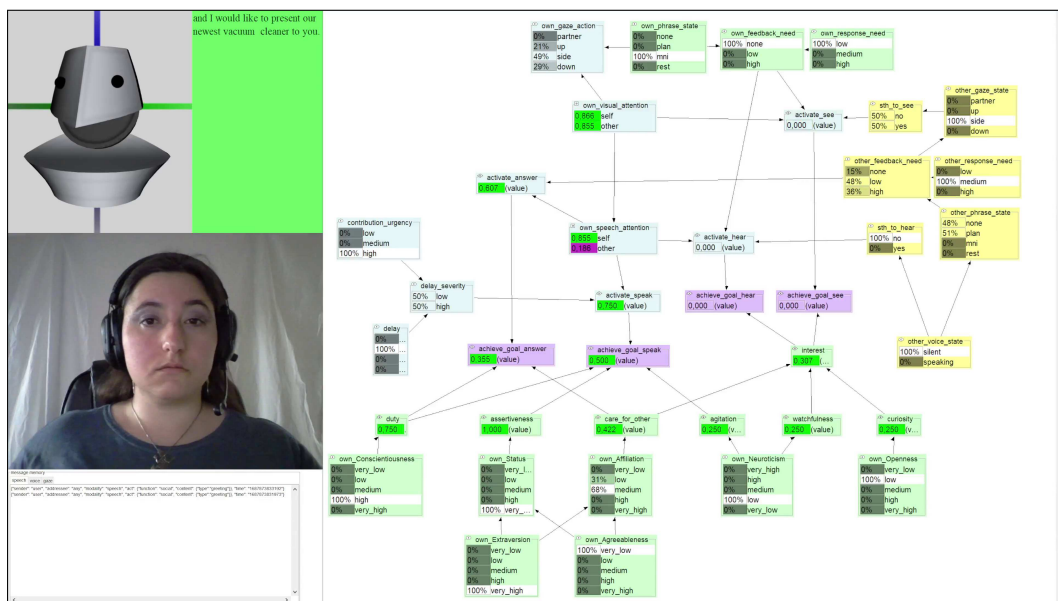 and I would like to present our
newest vacuum cleaner to you.
message memory
speech voice gaze
own_gaze_action
0% partner
21% up
49% side
29% down
own_phrase_state
0% none
0% plan
100% mni
0% rest
own_feedback_need
100% none
0% low
0% high
own_response_need
100% low
0% medium
0% high
own_visual_attention
0,866 self
0,855 other
activate_see
0,000 (value)
sth_to_see
50% no
50% yes
other_gaze_state
0% partner
0% up
100% side
0% down
activate_answer
0,607 (value)
other_feedback_need
15% none
48% low
36% high
other_response_need
0% low
100% medium
0% high
contribution_urgency
0% low
0% medium
100% high
own_speech_attention
0,855 self
0,186 other
activate_hear
0,000 (value)
sth_to_hear
100% no
0% yes
other_phrase_state
48% none
51% plan
0% mni
0% rest
delay_severity
50% low
50% high
activate_speak
0,750 (value)
achieve_goal_hear
0,000 (value)
achieve_goal_see
0,000 (value)
delay
0% ...
100% ...
0% ...
0% ...
achieve_goal_answer
0,355 (value)
achieve_goal_speak
0,500 (value)
interest
0,307 (...
other_voice_state
100% silent
0% speaking
duty
0,750
assertiveness
1,000 (value)
care_for_other
0,422 (value)
agitation
0,250 (v...
watchfulness
0,250 (value)
curiosity
0,250 (v...
own_Conscientiousness
0% very_low
0% low
0% medium
100% high
0% very_high
own_Status
0% very_l...
0% low
0% medium
0% high
100% very_...
own_Affiliation
0% very_low
31% low
68% medium
0% high
0% very_high
own_Neuroticism
0% very_high
0% high
0% medium
100% low
0% very_low
own_Openness
0% very_low
100% low
0% medium
0% high
0% very_high
own_Extraversion
0% very_low
0% low
0% medium
0% high
100% very_high
own_Agreeableness
100% very_low
0% low
0% medium
0% high
0% very_high